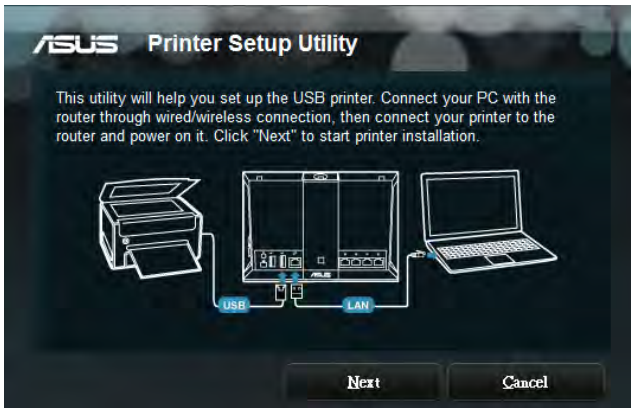 ASUS Printer Setup Utility
This utility will help you set up the USB printer. Connect your PC with the
router through wired/wireless connection, then connect your printer to the
router and power on it. Click "Next" to start printer installation.
ASUS
USB
LAN
Next
Cancel